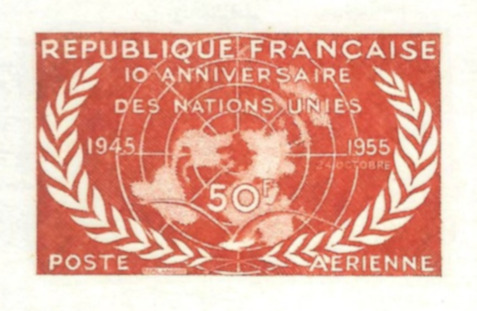 REPUBLIQUE FRANÇAISE
10 ANNIVERSAIRE
DES NATIONS UNIES
1945 1955
24 OCTOBRE
50F
POSTE AERIENNE